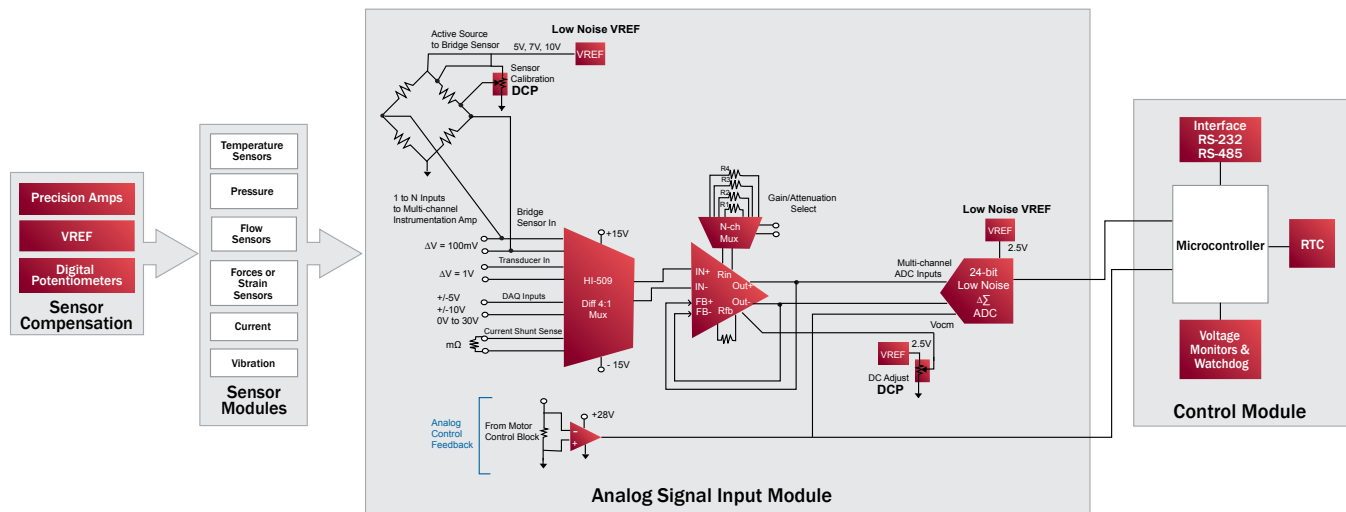 Precision Amps
VREF
Digital
Potentiometers
Sensor
Compensation
Temperature
Sensors
Pressure
Flow
Sensors
Forces or
Strain
Sensors
Current
Vibration
Sensor
Modules
Active Source
to Bridge Sensor
5V, 7V, 10V
Low Noise VREF
VREF
Sensor
Calibration
DCP
1 to N Inputs
to Multi-channel
Instrumentation Amp
Bridge
Sensor In
ΔV = 100mV
Transducer In
ΔV = 1V
+/-5V
+/-10V
0V to 30V
DAQ Inputs
Current Shunt Sense
mΩ
+15V
HI-509
Diff 4:1
Mux
- 15V
R4
R3
R2
R1
N-ch
Mux
Gain/Attenuation
Select
IN+
IN-
FB+
FB-
Rin
Out+
Out-
Rfb
Multi-channel
ADC Inputs
Low Noise VREF
VREF
2.5V
24-bit
Low Noise
Δ∑
ADC
Vocm
VREF
2.5V
DC Adjust
DCP
Analog
Control
Feedback
From Motor
Control Block
+28V
-
+
Analog Signal Input Module
Interface
RS-232
RS-485
Microcontroller
RTC
Voltage
Monitors &
Watchdog
Control Module